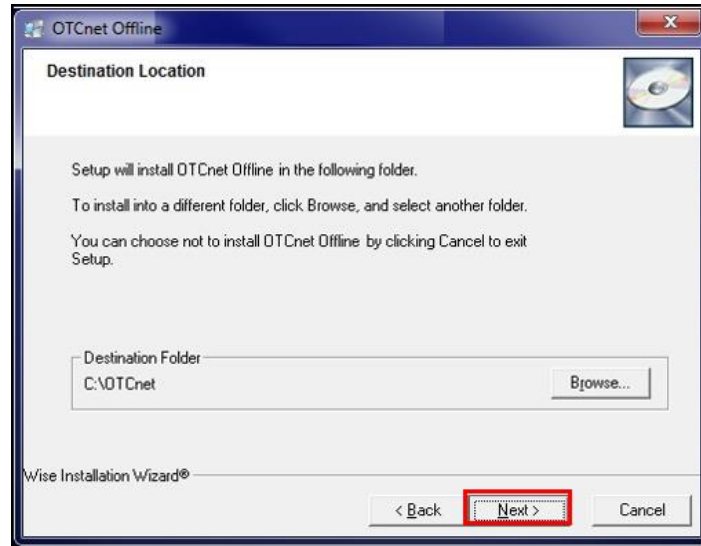 OTCnet Offline
Destination Location
Setup will install OTCnet Offline in the following folder.
To install into a different folder, click Browse, and select another folder.
You can choose not to install OTCnet Offline by clicking Cancel to exit
Setup.
Destination Folder
C:\OTCnet
Browse...
Wise Installation Wizard®
< Back
Next >
Cancel